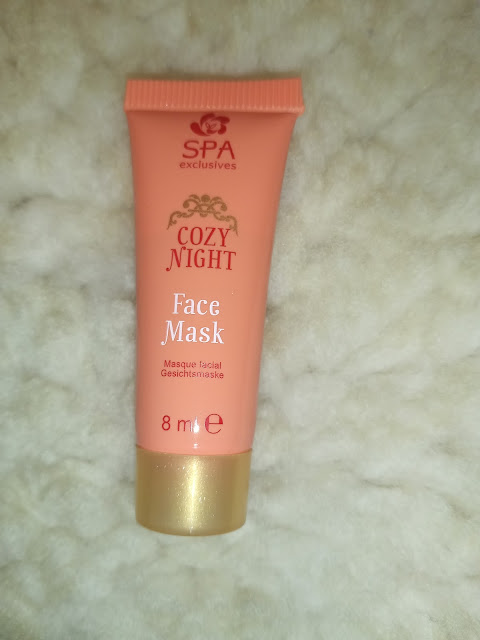 SPA
exclusives
COZY
NIGHT
Face
Mask
Masque facial
Gesichtsmaske
8 ml ℮